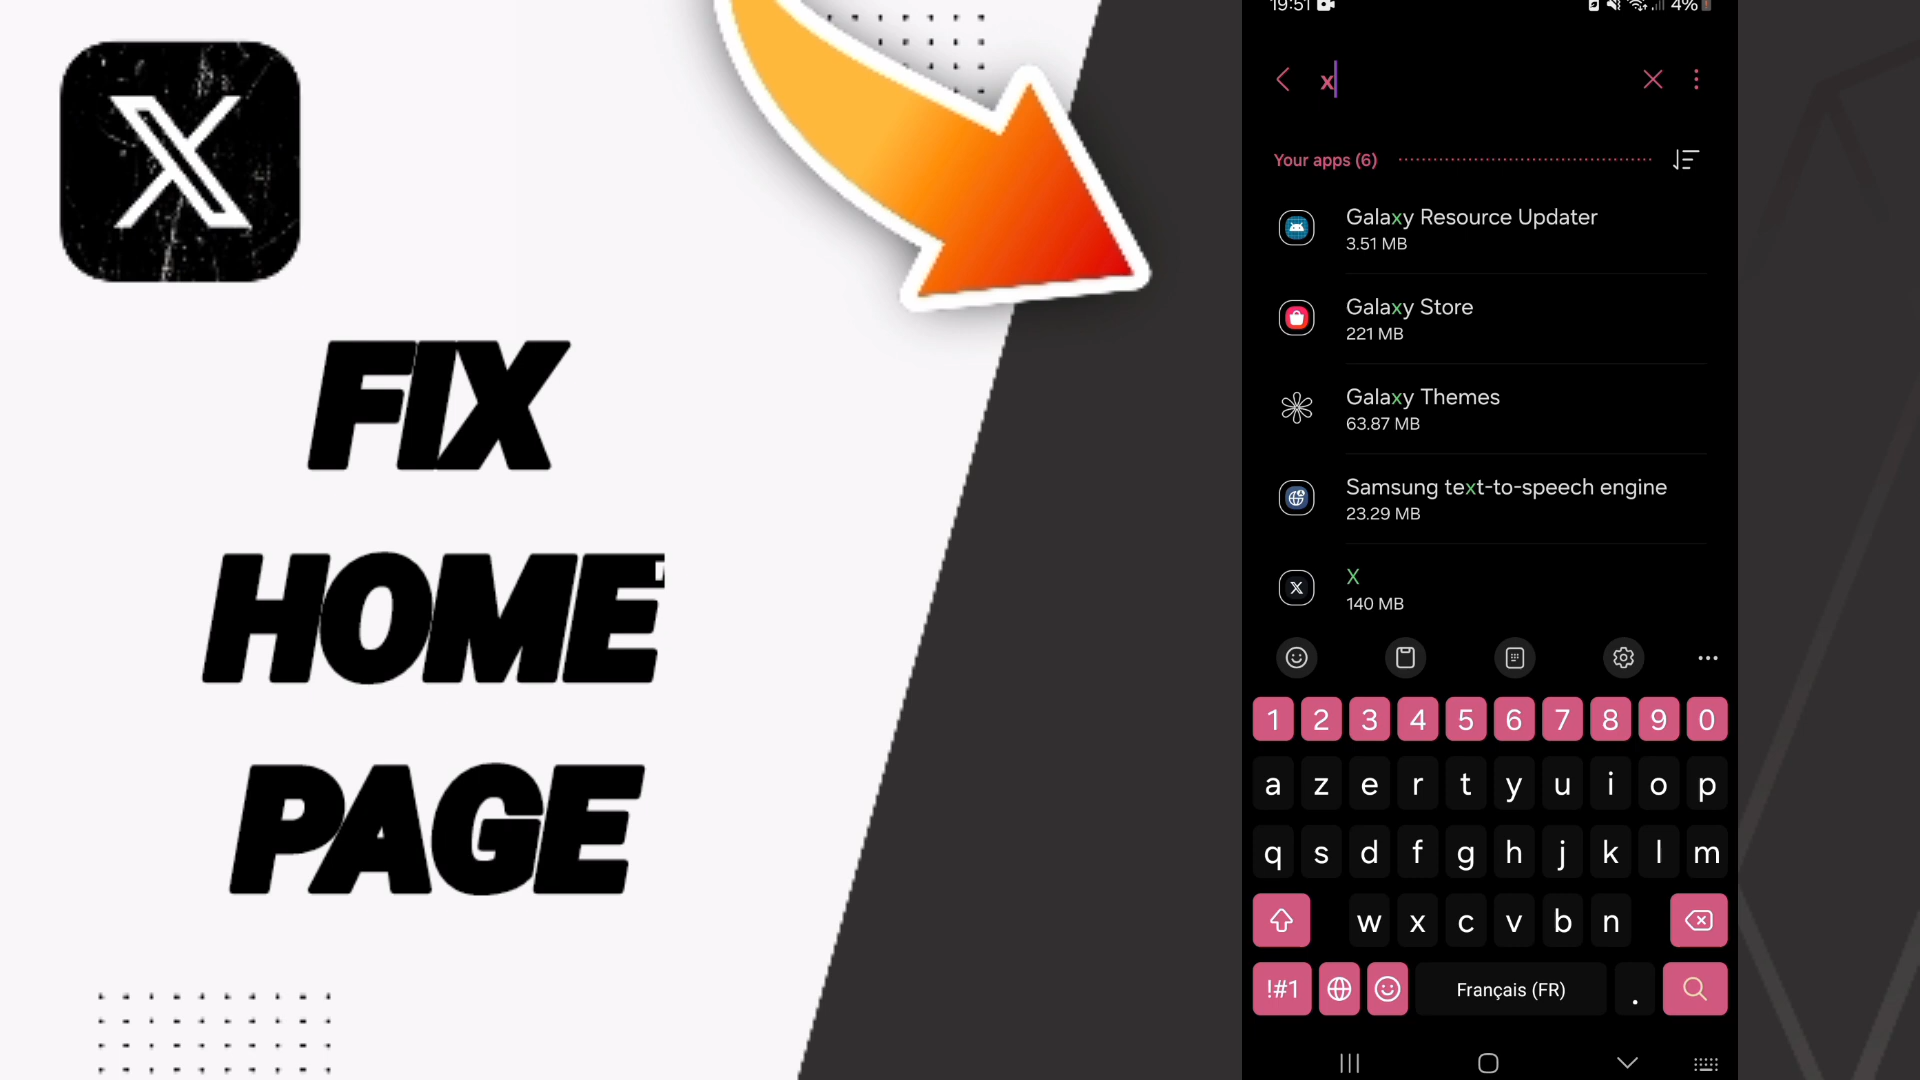 FIX
HOME
PAGE
19:51 4%
x
Your apps (6)
Galaxy Resource Updater
3.51 MB
Galaxy Store
221 MB
Galaxy Themes
63.87 MB
Samsung text-to-speech engine
23.29 MB
X
140 MB
1 2 3 4 5 6 7 8 9 0
a z e r t y u i o p
q s d f g h j k l m
w x c v b n
!#1 Français (FR) .